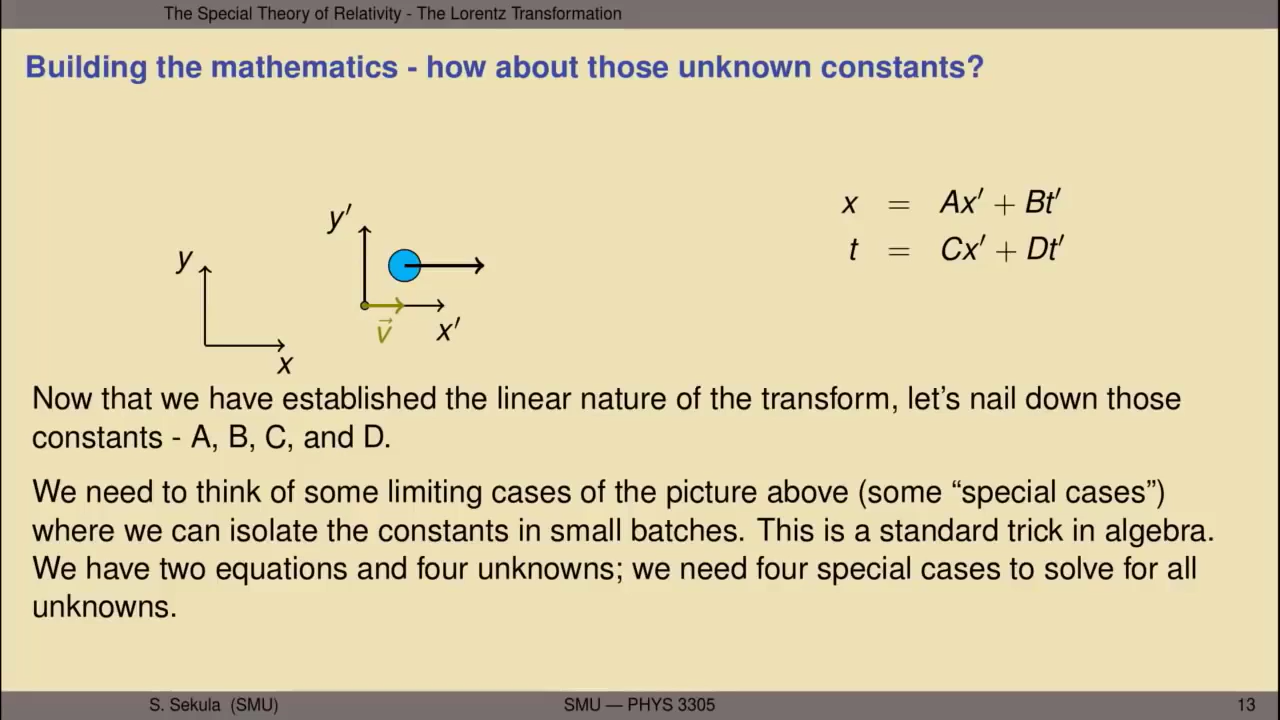 The Special Theory of Relativity - The Lorentz Transformation
Building the mathematics - how about those unknown constants?
y′
y
x = Ax′ + Bt′
t = Cx′ + Dt′
v⃗
x′
x
Now that we have established the linear nature of the transform, let's nail down those
constants - A, B, C, and D.
We need to think of some limiting cases of the picture above (some “special cases”)
where we can isolate the constants in small batches. This is a standard trick in algebra.
We have two equations and four unknowns; we need four special cases to solve for all
unknowns.
S. Sekula (SMU)
SMU — PHYS 3305
13